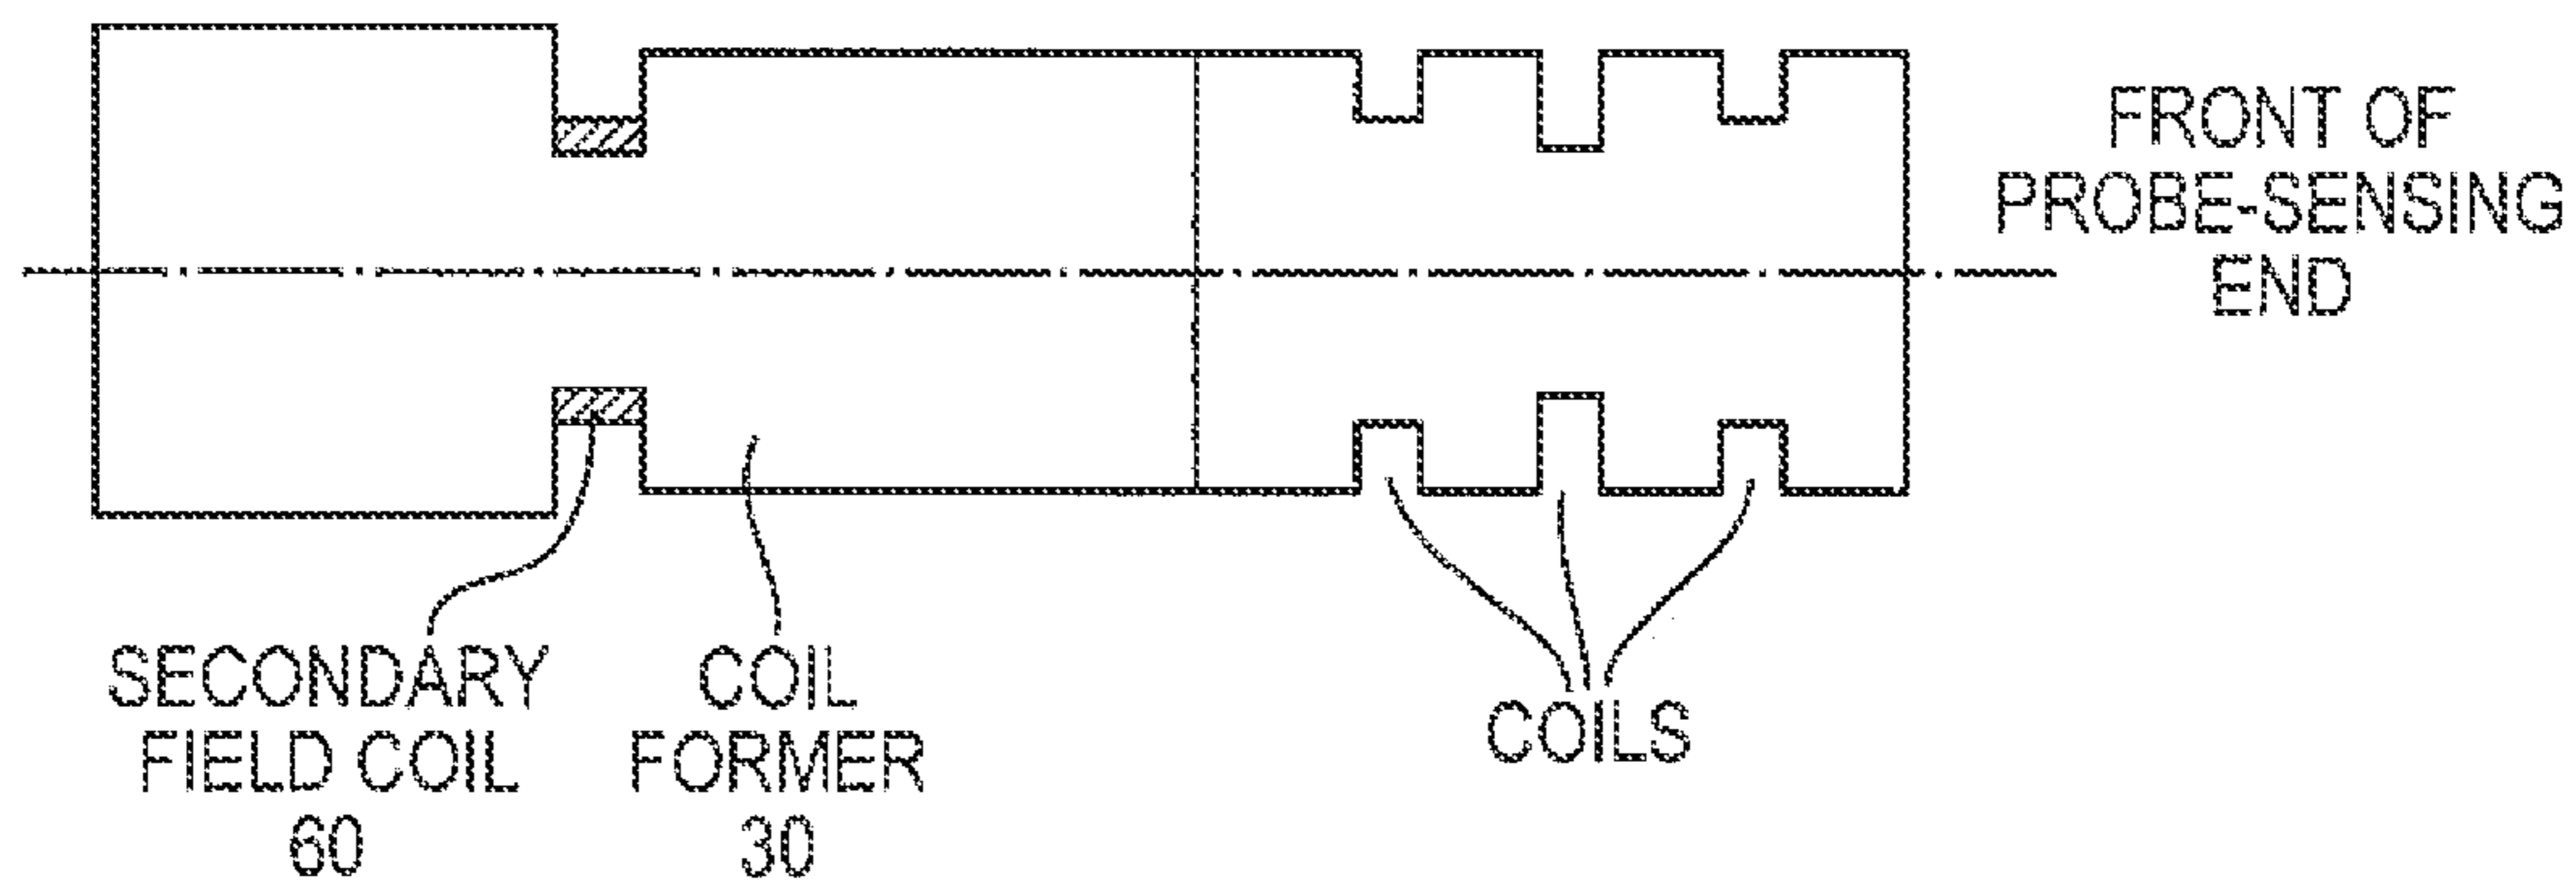 FRONT OF
PROBE-SENSING
END
SECONDARY
FIELD COIL
60
COIL
FORMER
30
COILS